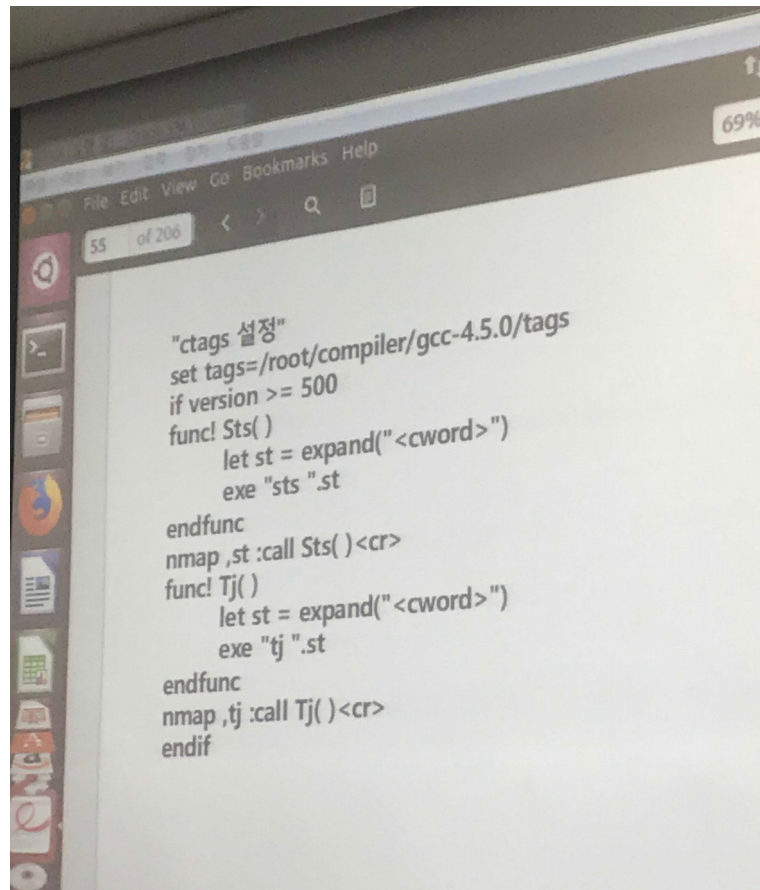 69%
File Edit View Go Bookmarks Help
55 of 206
"ctags 설정"
set tags=/root/compiler/gcc-4.5.0/tags
if version >= 500
func! Sts( )
let st = expand("<cword>")
exe "sts ".st
endfunc
nmap ,st :call Sts( )<cr>
func! Tj( )
let st = expand("<cword>")
exe "tj ".st
endfunc
nmap ,tj :call Tj( )<cr>
endif